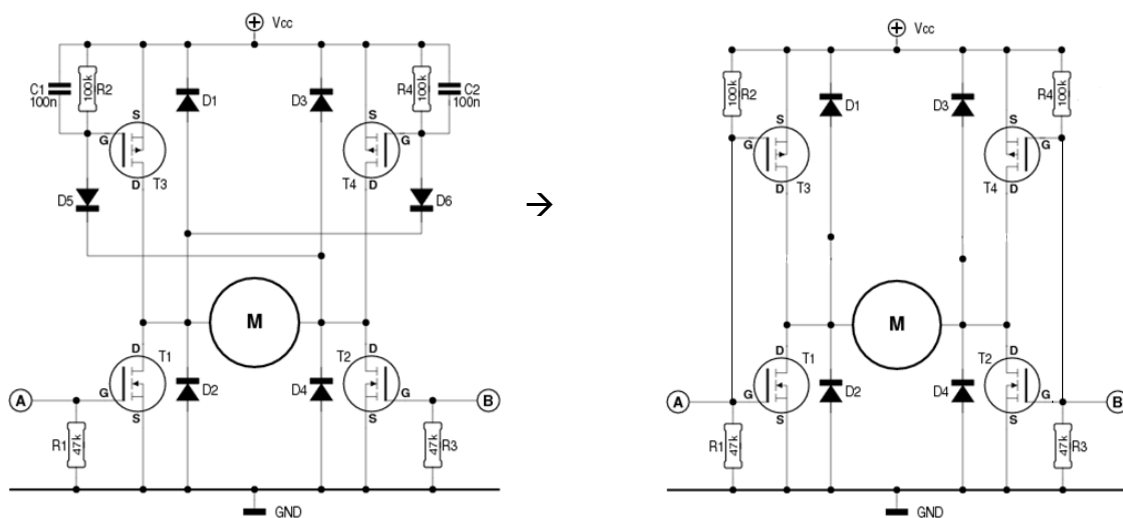 Vcc
C1
100n
100k
R2
D1
D3
R4
100k
C2
100n
S
G
D
T3
S
G
D
T4
D5
D6
M
D
T1
G
S
D2
D4
T2
D
G
S
A
B
R1
47k
R3
47k
GND
→
Vcc
R2
100k
D1
D3
100k
R4
S
G
D
T3
S
G
D
T4
M
D
T1
G
S
D2
D4
T2
D
G
S
A
B
R1
47k
R3
47k
GND